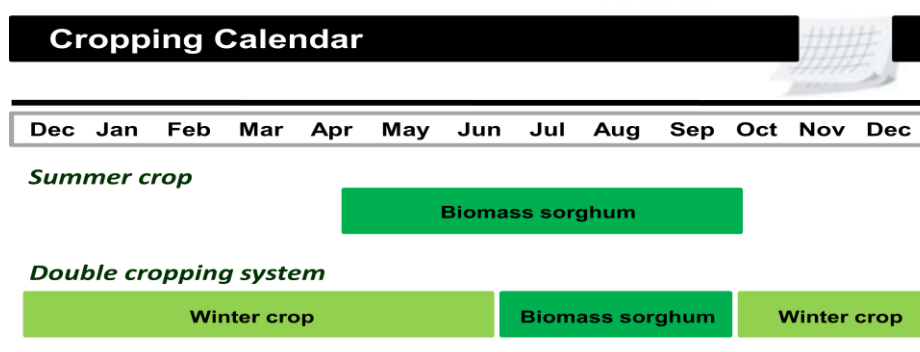 Cropping Calendar
Dec Jan Feb Mar Apr May Jun Jul Aug Sep Oct Nov Dec
Summer crop
Biomass sorghum
Double cropping system
Winter crop Biomass sorghum Winter crop